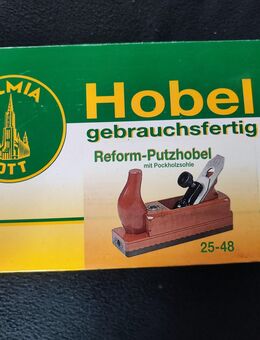 Hobel
gebrauchsfertig
Reform-Putzhobel
mit Pockholzsohle
25-48